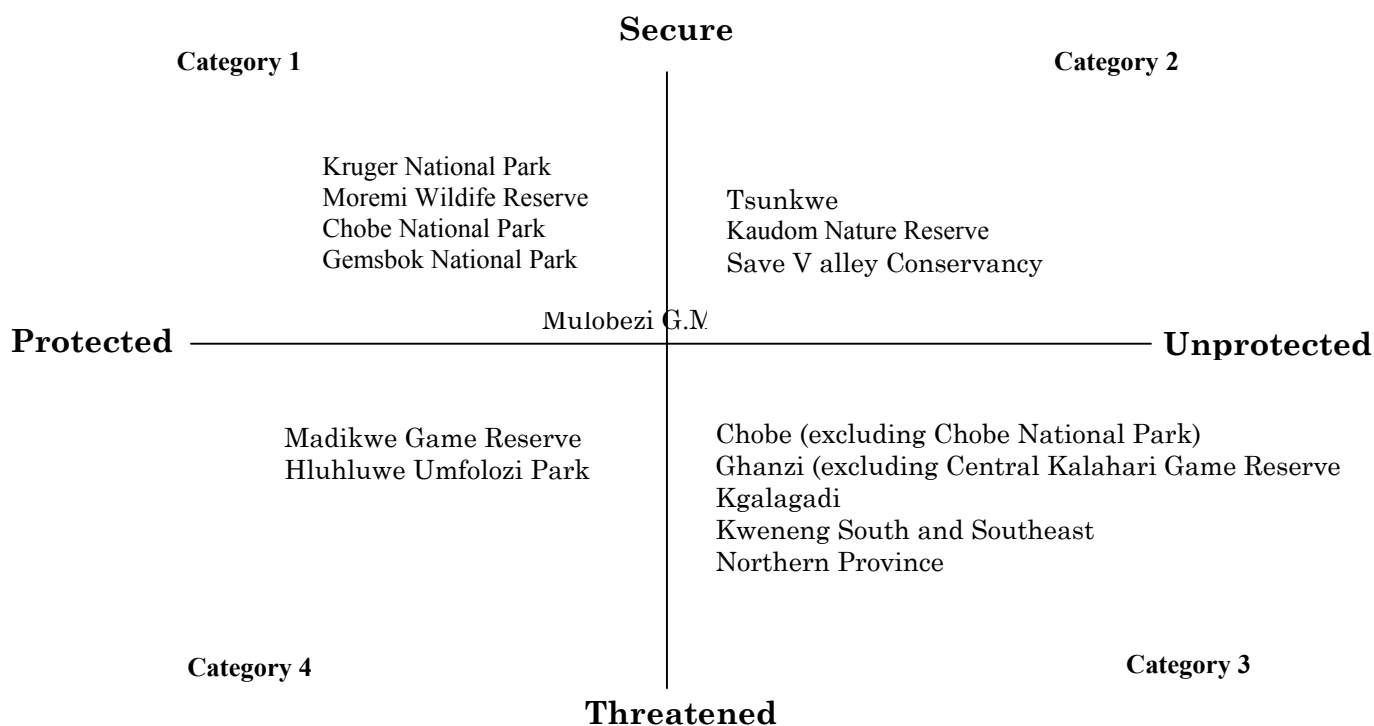 Secure
Category 1
Category 2
Kruger National Park
Moremi Wildife Reserve
Chobe National Park
Gemsbok National Park
Tsunkwe
Kaudom Nature Reserve
Save V alley Conservancy
Mulobezi G.M
Protected
Unprotected
Madikwe Game Reserve
Hluhluwe Umfolozi Park
Chobe (excluding Chobe National Park)
Ghanzi (excluding Central Kalahari Game Reserve
Kgalagadi
Kweneng South and Southeast
Northern Province
Category 4
Category 3
Threatened